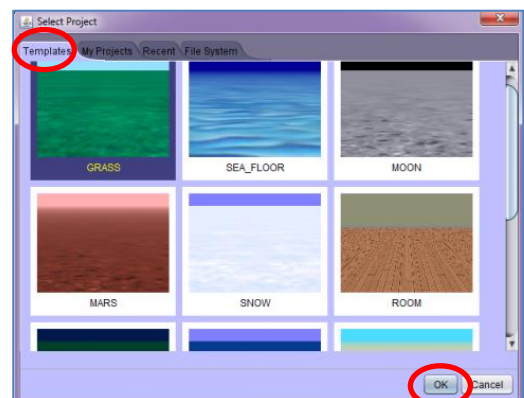 Select Project
Templates My Projects Recent File System
GRASS SEA_FLOOR MOON
MARS SNOW ROOM
OK Cancel